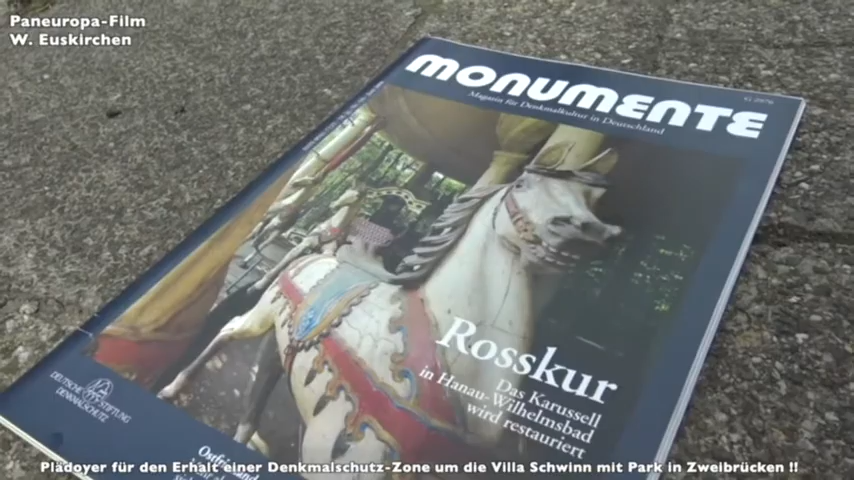 Paneuropa-Film
W. Euskirchen
MONUMENTE
Magazin für Denkmalkultur in Deutschland
Rosskur
Das Karussell
in Hanau-Wilhelmsbad
wird restauriert
DEUTSCHE STIFTUNG
DENKMALSCHUTZ
Plädoyer für den Erhalt einer Denkmalschutz-Zone um die Villa Schwinn mit Park in Zweibrücken !!